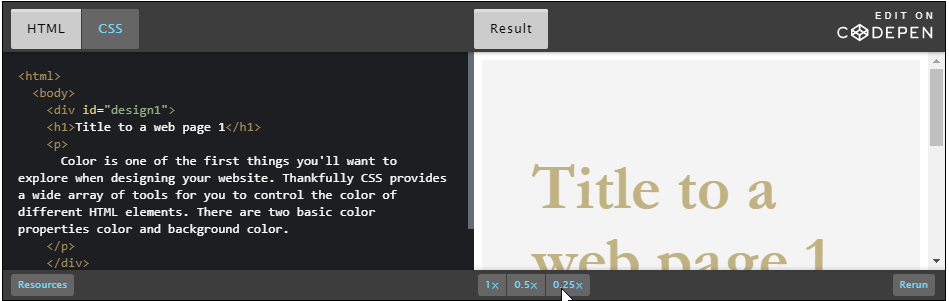 HTML
CSS
Result
EDIT ON
CODEPEN
<html>
<body>
<div id="design1">
<h1>Title to a web page 1</h1>
<p>
Color is one of the first things you'll want to
explore when designing your website. Thankfully CSS provides
a wide array of tools for you to control the color of
different HTML elements. There are two basic color
properties color and background color.
</p>
</div>
Title to a
web page 1
Resources
1×
0.5×
0.25×
Rerun